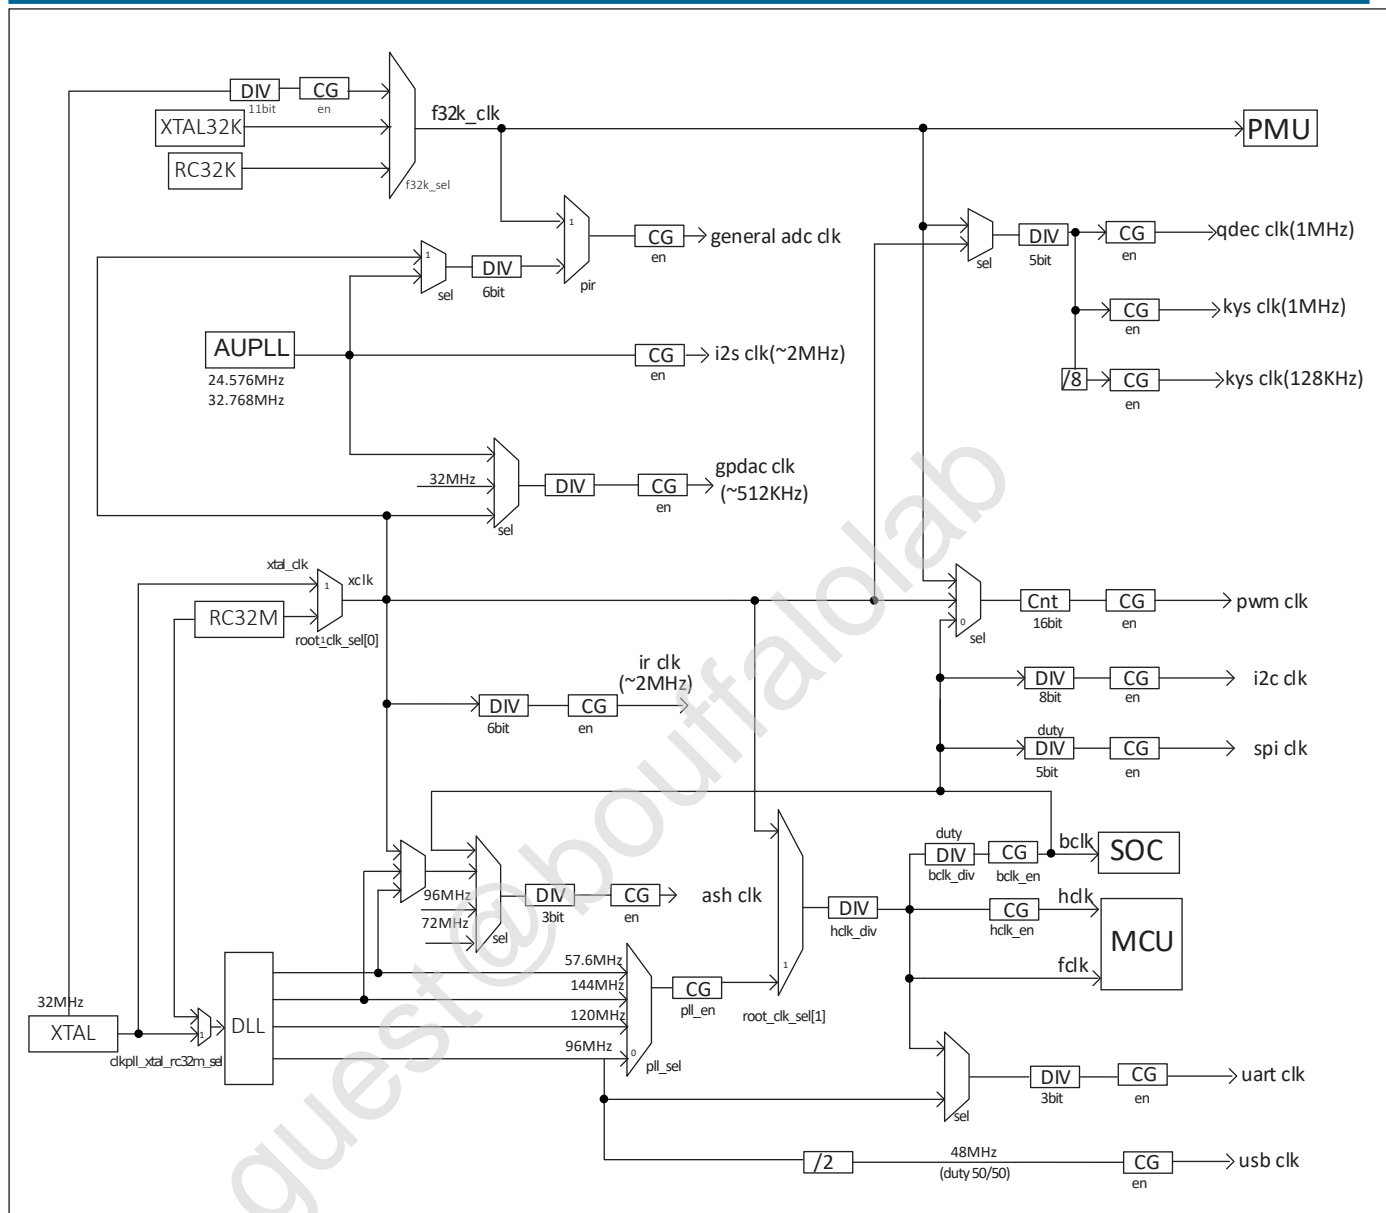 DIV
CG
11bit
en
XTAL32K
f32k_clk
PMU
RC32K
f32k_sel
1
CG
general adc clk
en
1
DIV
sel
6bit
pir
DIV
CG
qdec clk(1MHz)
sel
5bit
en
CG
kys clk(1MHz)
en
AUPLL
CG
i2s clk(~2MHz)
en
24.576MHz
32.768MHz
/8
CG
kys clk(128KHz)
en
32MHz
DIV
CG
gpdac clk
(~512KHz)
en
sel
xtal_clk
xclk
1
RC32M
root_clk_sel[0]
1
Cnt
CG
pwm clk
0
16bit
en
sel
ir clk
(~2MHz)
DIV
CG
6bit
en
DIV
CG
i2c clk
8bit
en
duty
DIV
CG
spi clk
5bit
en
duty
DIV
CG
bclk
SOC
bclk_div
bclk_en
96MHz
72MHz
DIV
CG
ash clk
3bit
en
sel
DIV
hclk_div
CG
hclk
hclk_en
MCU
fclk
57.6MHz
144MHz
120MHz
96MHz
0
pll_sel
CG
pll_en
1
root_clk_sel[1]
32MHz
XTAL
1
DLL
clkpll_xtal_rc32m_sel
sel
DIV
CG
uart clk
3bit
en
/2
48MHz
(duty 50/50)
CG
usb clk
en
guest@bouffalolab